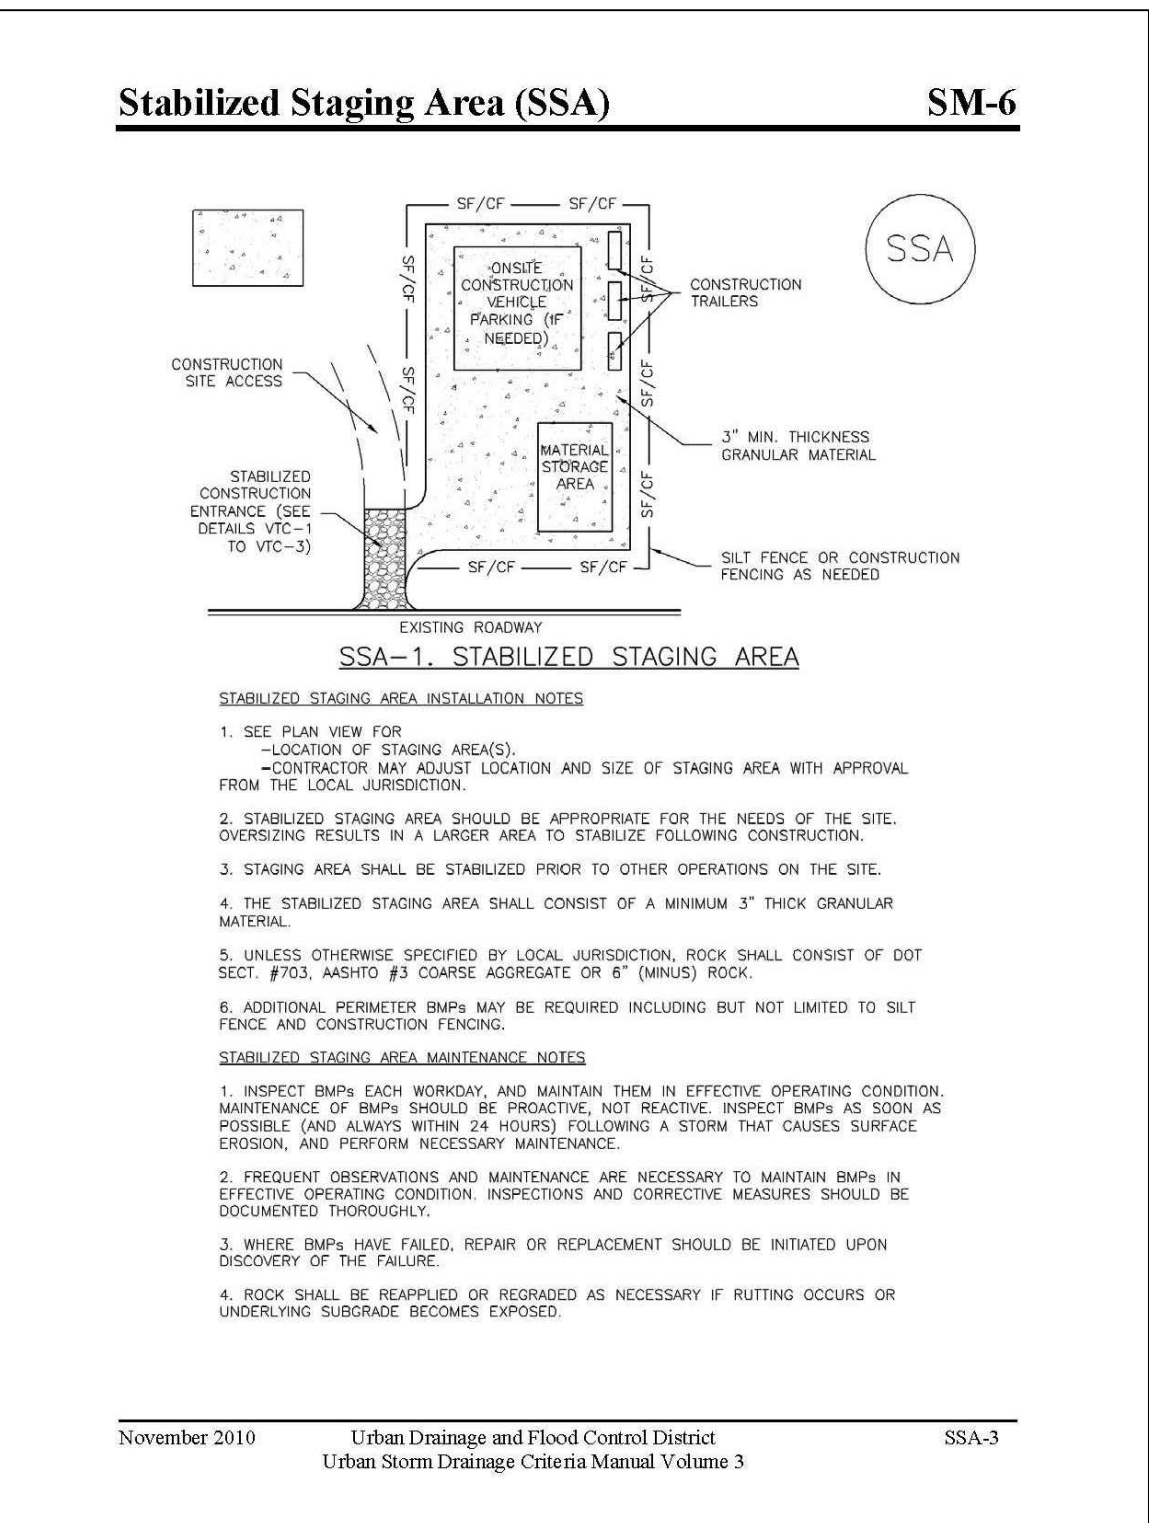 Stabilized Staging Area (SSA) SM-6
SF/CF SF/CF
SF/CF
SF/CF
SF/CF
SF/CF
SF/CF
SF/CF SF/CF
SSA
ONSITE
CONSTRUCTION
VEHICLE
PARKING (IF
NEEDED)
CONSTRUCTION
TRAILERS
CONSTRUCTION
SITE ACCESS
3" MIN. THICKNESS
GRANULAR MATERIAL
MATERIAL
STORAGE
AREA
STABILIZED
CONSTRUCTION
ENTRANCE (SEE
DETAILS VTC-1
TO VTC-3)
SILT FENCE OR CONSTRUCTION
FENCING AS NEEDED
EXISTING ROADWAY
SSA-1. STABILIZED STAGING AREA
STABILIZED STAGING AREA INSTALLATION NOTES
1. SEE PLAN VIEW FOR
-LOCATION OF STAGING AREA(S).
-CONTRACTOR MAY ADJUST LOCATION AND SIZE OF STAGING AREA WITH APPROVAL
FROM THE LOCAL JURISDICTION.
2. STABILIZED STAGING AREA SHOULD BE APPROPRIATE FOR THE NEEDS OF THE SITE.
OVERSIZING RESULTS IN A LARGER AREA TO STABILIZE FOLLOWING CONSTRUCTION.
3. STAGING AREA SHALL BE STABILIZED PRIOR TO OTHER OPERATIONS ON THE SITE.
4. THE STABILIZED STAGING AREA SHALL CONSIST OF A MINIMUM 3" THICK GRANULAR
MATERIAL.
5. UNLESS OTHERWISE SPECIFIED BY LOCAL JURISDICTION, ROCK SHALL CONSIST OF DOT
SECT. #703, AASHTO #3 COARSE AGGREGATE OR 6" (MINUS) ROCK.
6. ADDITIONAL PERIMETER BMPs MAY BE REQUIRED INCLUDING BUT NOT LIMITED TO SILT
FENCE AND CONSTRUCTION FENCING.
STABILIZED STAGING AREA MAINTENANCE NOTES
1. INSPECT BMPs EACH WORKDAY, AND MAINTAIN THEM IN EFFECTIVE OPERATING CONDITION.
MAINTENANCE OF BMPs SHOULD BE PROACTIVE, NOT REACTIVE. INSPECT BMPs AS SOON AS
POSSIBLE (AND ALWAYS WITHIN 24 HOURS) FOLLOWING A STORM THAT CAUSES SURFACE
EROSION, AND PERFORM NECESSARY MAINTENANCE.
2. FREQUENT OBSERVATIONS AND MAINTENANCE ARE NECESSARY TO MAINTAIN BMPs IN
EFFECTIVE OPERATING CONDITION. INSPECTIONS AND CORRECTIVE MEASURES SHOULD BE
DOCUMENTED THOROUGHLY.
3. WHERE BMPs HAVE FAILED, REPAIR OR REPLACEMENT SHOULD BE INITIATED UPON
DISCOVERY OF THE FAILURE.
4. ROCK SHALL BE REAPPLIED OR REGRADED AS NECESSARY IF RUTTING OCCURS OR
UNDERLYING SUBGRADE BECOMES EXPOSED.
November 2010 Urban Drainage and Flood Control District SSA-3
Urban Storm Drainage Criteria Manual Volume 3